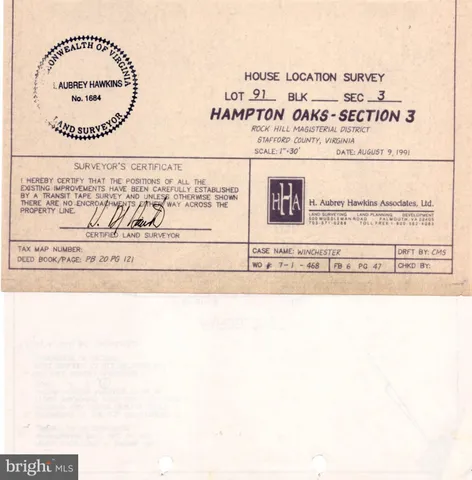 COMMONWEALTH OF VIRGINIA
H. AUBREY HAWKINS
No. 1684
LAND SURVEYOR
HOUSE LOCATION SURVEY
LOT 91 BLK ___ SEC 3
HAMPTON OAKS-SECTION 3
ROCK HILL MAGISTERIAL DISTRICT
STAFFORD COUNTY, VIRGINIA
SCALE: 1"-30' DATE: AUGUST 9, 1991
SURVEYOR'S CERTIFICATE
I HEREBY CERTIFY THAT THE POSITIONS OF ALL THE
EXISTING IMPROVEMENTS HAVE BEEN CAREFULLY ESTABLISHED
BY A TRANSIT TAPE SURVEY AND UNLESS OTHERWISE SHOWN
THERE ARE NO ENCROACHMENTS EITHER WAY ACROSS THE
PROPERTY LINE.
CERTIFIED LAND SURVEYOR
HHA
H. Aubrey Hawkins Associates, Ltd.
LAND SURVEYING LAND PLANNING DEVELOPMENT
TAX MAP NUMBER:
DEED BOOK/PAGE: PB 20 PG 121
CASE NAME: WINCHESTER
DRFT BY: CMS
WO #: 7-1-468
FB 6 PG 47
CHKD BY:
bright MLS